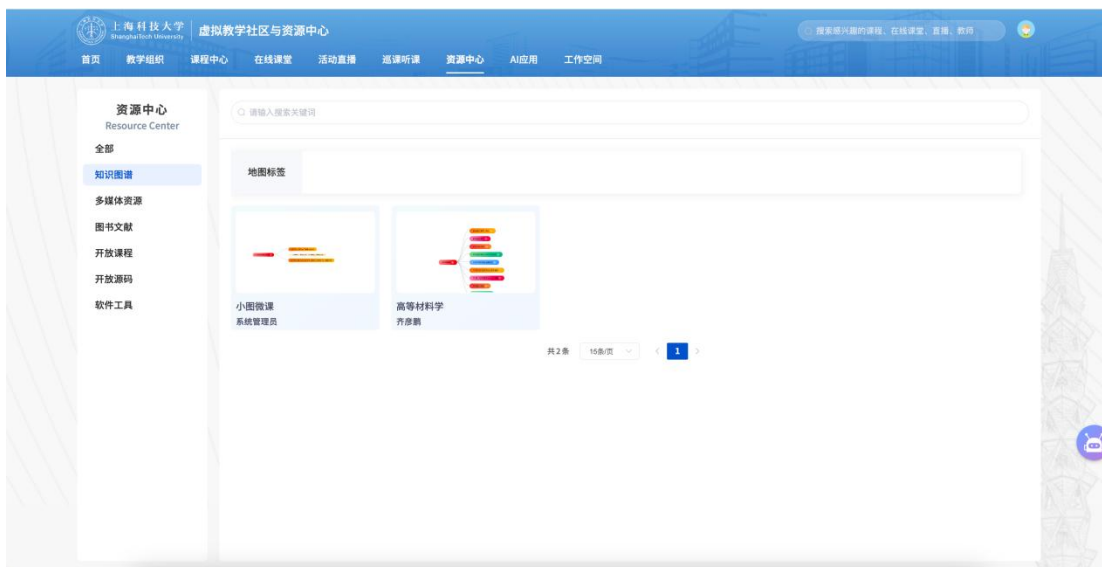 上海科技大学
ShanghaiTech University
虚拟教学社区与资源中心
搜索感兴趣的课程、在线课堂、直播、教师
首页 教学组织 课程中心 在线课堂 活动直播 巡课听课 资源中心 AI应用 工作空间
资源中心
Resource Center
全部
知识图谱
多媒体资源
图书文献
开放课程
开放源码
软件工具
请输入搜索关键词
地图标签
小图微课
系统管理员
高等材料学
齐彦鹏
共2条 15条/页 1